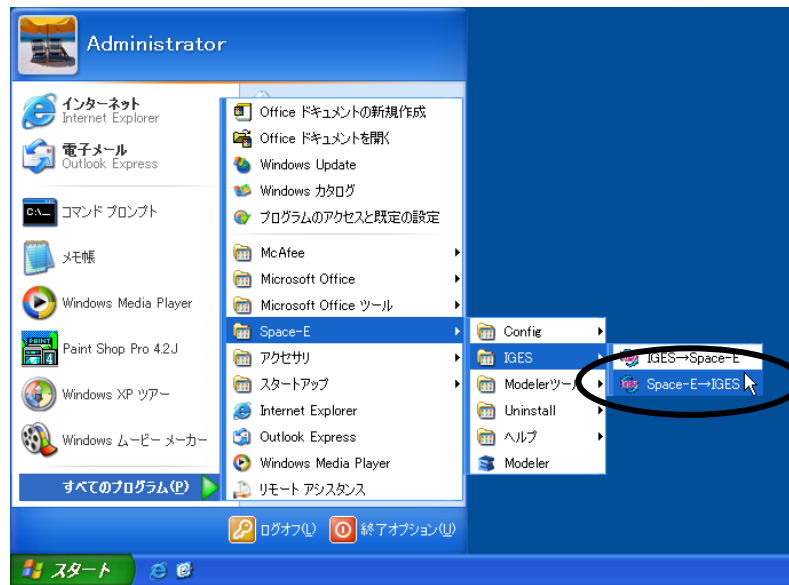 Administrator
インターネット
Internet Explorer
電子メール
Outlook Express
コマンド プロンプト
メモ帳
Windows Media Player
Paint Shop Pro 4.2J
Windows XP ツアー
Windows ムービー メーカー
すべてのプログラム(P)
Office ドキュメントの新規作成
Office ドキュメントを開く
Windows Update
Windows カタログ
プログラムのアクセスと既定の設定
McAfee
Microsoft Office
Microsoft Office ツール
Space-E
アクセサリ
スタートアップ
Internet Explorer
Outlook Express
Windows Media Player
リモート アシスタンス
Config
IGES
Modelerツール
Uninstall
ヘルプ
Modeler
IGES→Space-E
Space-E→IGES
ログオフ(L)
終了オプション(U)
スタート